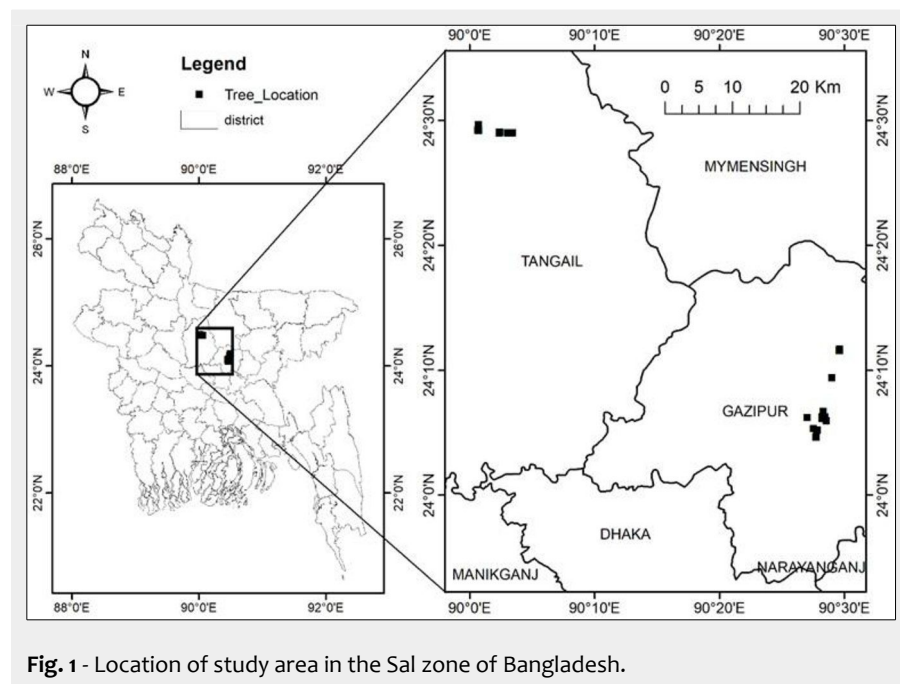 90°0'E 90°10'E 90°20'E 90°30'E
N
W E
S
Legend
Tree_Location
district
0 5 10 20 Km
88°0'E 90°0'E 92°0'E
26°0'N 26°0'N
24°0'N 24°0'N
22°0'N 22°0'N
88°0'E 90°0'E 92°0'E
24°30'N 24°30'N
24°20'N 24°20'N
24°10'N 24°10'N
24°0'N 24°0'N
MYMENSINGH
TANGAIL
GAZIPUR
DHAKA
MANIKGANJ
NARAYANGANJ
90°0'E 90°10'E 90°20'E 90°30'E
Fig. 1 - Location of study area in the Sal zone of Bangladesh.